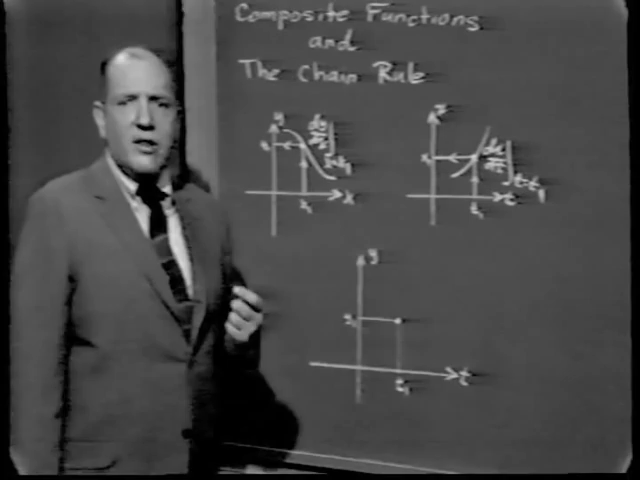 Composite Functions
and
The Chain Rule
y
x
x
t
y
t